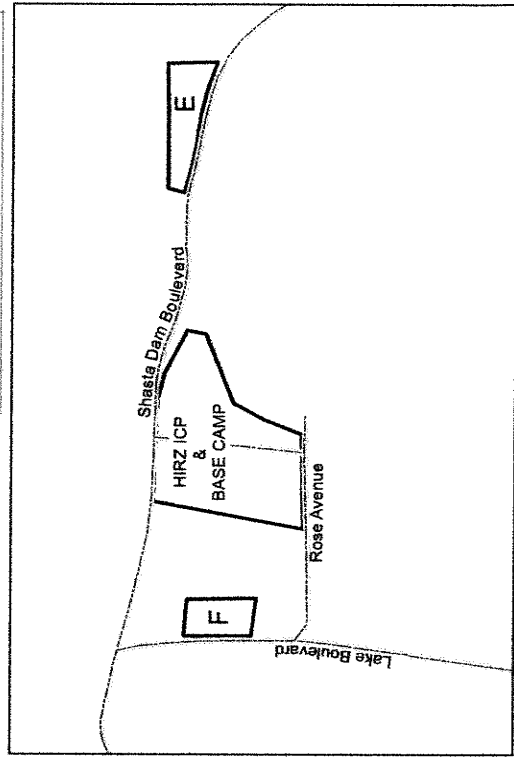 E
Shasta Dam Boulevard
HIRZ ICP
&
BASE CAMP
Rose Avenue
F
Lake Boulevard